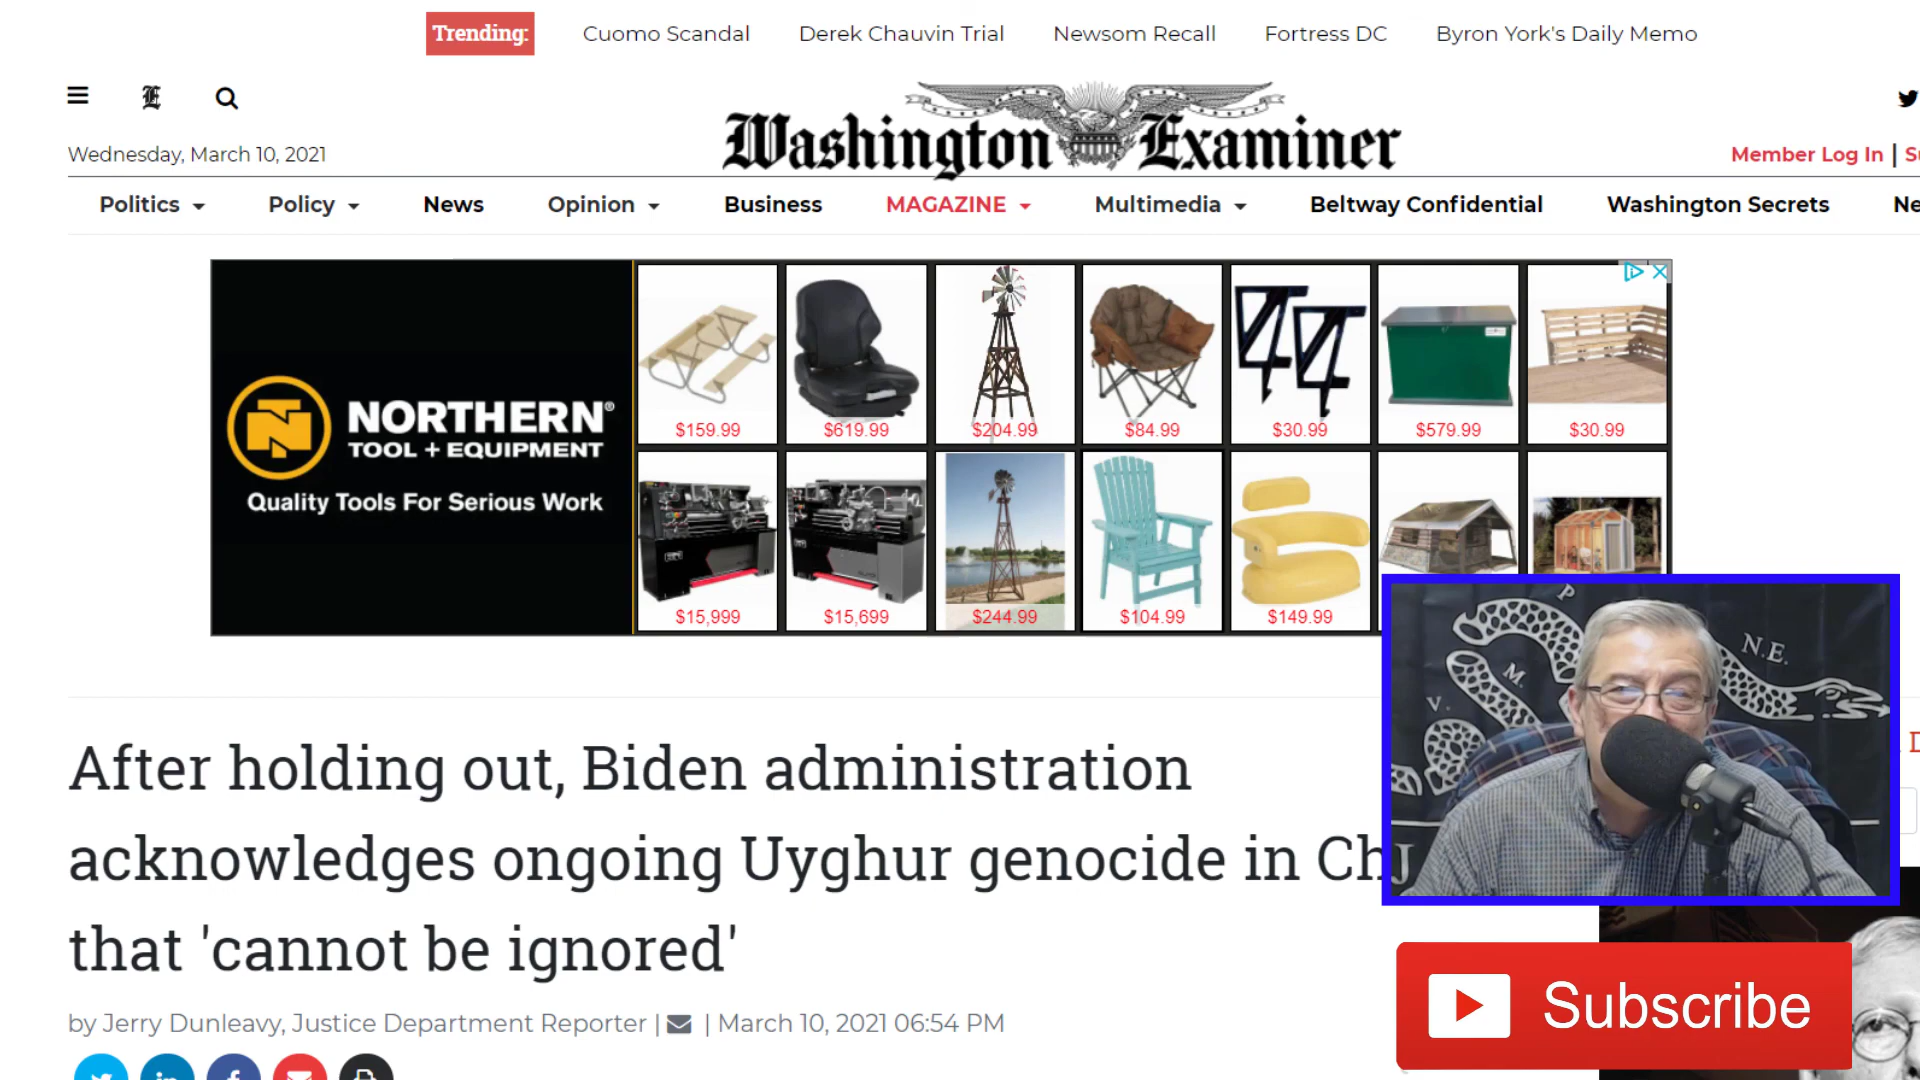 Trending:
Cuomo Scandal
Derek Chauvin Trial
Newsom Recall
Fortress DC
Byron York's Daily Memo
Wednesday, March 10, 2021
Washington Examiner
Member Log In |
Politics
Policy
News
Opinion
Business
MAGAZINE
Multimedia
Beltway Confidential
Washington Secrets
NORTHERN®
TOOL + EQUIPMENT
Quality Tools For Serious Work
$159.99
$619.99
$204.99
$84.99
$30.99
$579.99
$30.99
$15,999
$15,699
$244.99
$104.99
$149.99
V.
M.
P
N.E.
J
After holding out, Biden administration
acknowledges ongoing Uyghur genocide in Ch
that 'cannot be ignored'
by Jerry Dunleavy, Justice Department Reporter | | March 10, 2021 06:54 PM
Subscribe